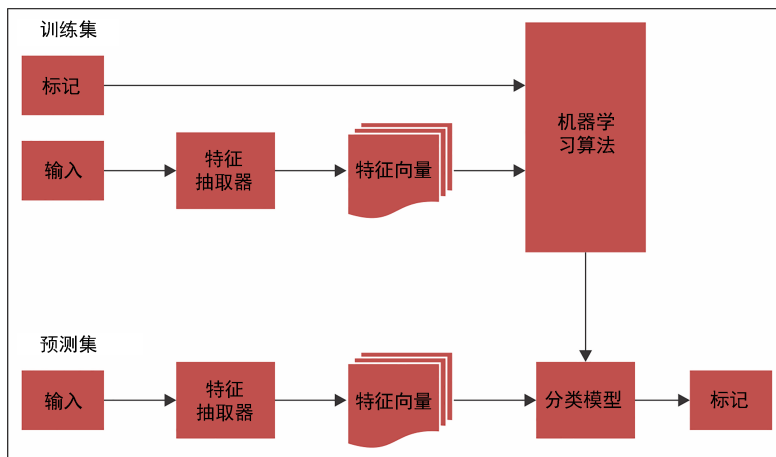 训练集
标记
机器学
习算法
输入
特征
抽取器
特征向量
预测集
输入
特征
抽取器
特征向量
分类模型
标记